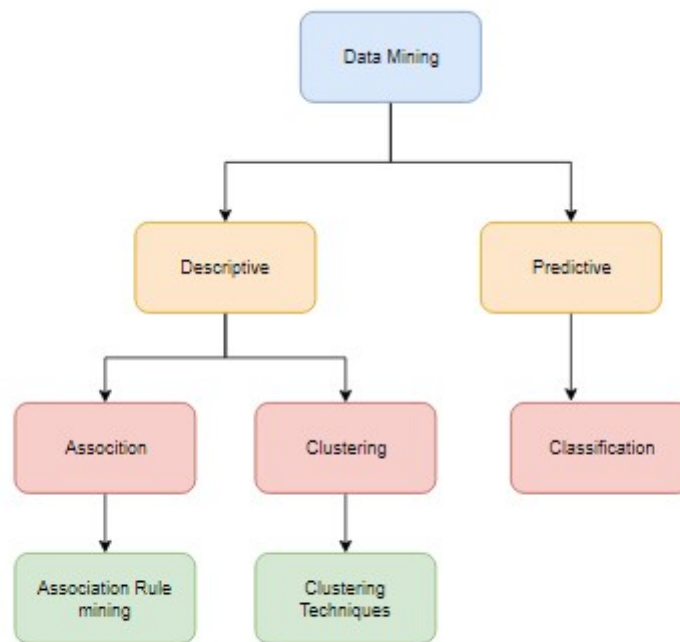 Data Mining
Descriptive
Predictive
Assocition
Clustering
Classification
Association Rule
mining
Clustering
Techniques